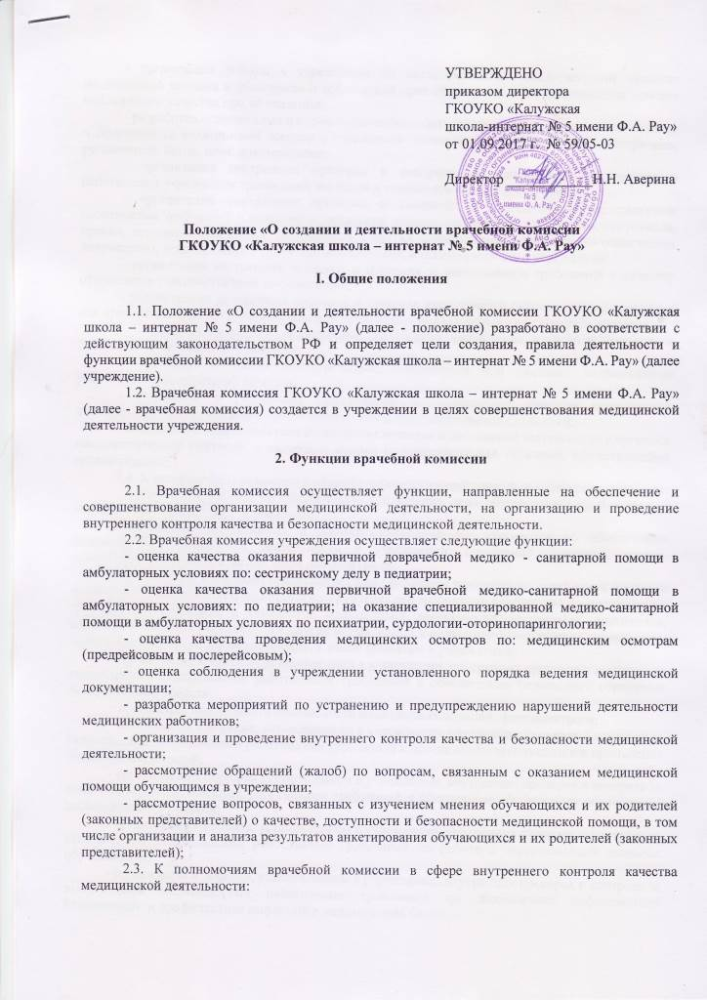 УТВЕРЖДЕНО
приказом директора
ГКОУКО «Калужская
школа-интернат № 5 имени Ф.А. Рау»
от 01.09.2017 г. № 59/05-03
Директор Н.Н. Аверина
Положение «О создании и деятельности врачебной комиссии
ГКОУКО «Калужская школа – интернат № 5 имени Ф.А. Рау»
I. Общие положения
1.1. Положение «О создании и деятельности врачебной комиссии ГКОУКО «Калужская
школа – интернат № 5 имени Ф.А. Рау» (далее - положение) разработано в соответствии с
действующим законодательством РФ и определяет цели создания, правила деятельности и
функции врачебной комиссии ГКОУКО «Калужская школа – интернат № 5 имени Ф.А. Рау» (далее
учреждение).
1.2. Врачебная комиссия ГКОУКО «Калужская школа – интернат № 5 имени Ф.А. Рау»
(далее - врачебная комиссия) создается в учреждении в целях совершенствования медицинской
деятельности учреждения.
2. Функции врачебной комиссии
2.1. Врачебная комиссия осуществляет функции, направленные на обеспечение и
совершенствование организации медицинской деятельности, на организацию и проведение
внутреннего контроля качества и безопасности медицинской деятельности.
2.2. Врачебная комиссия учреждения осуществляет следующие функции:
- оценка качества оказания первичной доврачебной медико - санитарной помощи в
амбулаторных условиях по: сестринскому делу в педиатрии;
- оценка качества оказания первичной врачебной медико-санитарной помощи в
амбулаторных условиях: по педиатрии; на оказание специализированной медико-санитарной
помощи в амбулаторных условиях по психиатрии, сурдологии-оторинопарингологии;
- оценка качества проведения медицинских осмотров по: медицинским осмотрам
(предрейсовым и послерейсовым);
- оценка соблюдения в учреждении установленного порядка ведения медицинской
документации;
- разработка мероприятий по устранению и предупреждению нарушений деятельности
медицинских работников;
- организация и проведение внутреннего контроля качества и безопасности медицинской
деятельности;
- рассмотрение обращений (жалоб) по вопросам, связанным с оказанием медицинской
помощи обучающимся в учреждении;
- рассмотрение вопросов, связанных с изучением мнения обучающихся и их родителей
(законных представителей) о качестве, доступности и безопасности медицинской помощи, в том
числе организации и анализа результатов анкетирования обучающихся и их родителей (законных
представителей);
2.3. К полномочиям врачебной комиссии в сфере внутреннего контроля качества
медицинской деятельности: